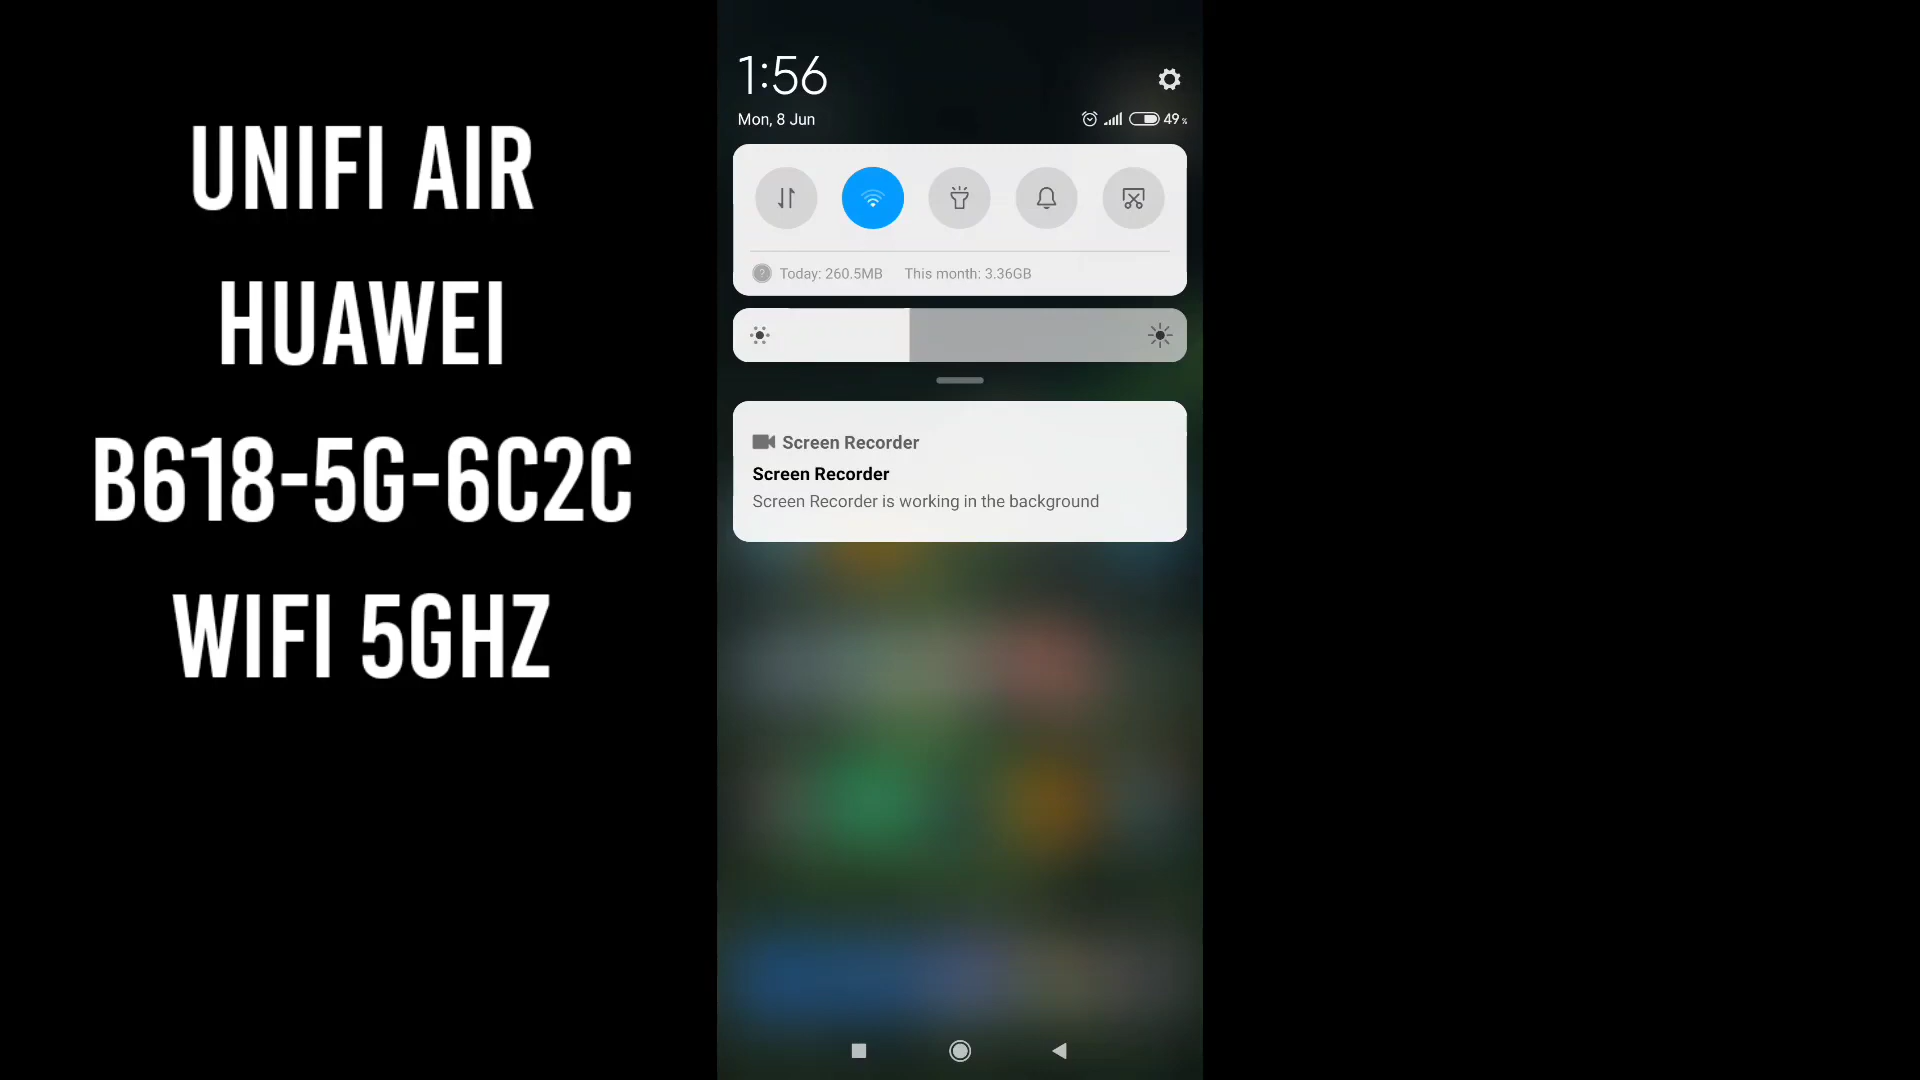 UNIFI AIR
HUAWEI
B618-5G-6C2C
WIFI 5GHZ
1:56
Mon, 8 Jun
49%
Today: 260.5MB This month: 3.36GB
Screen Recorder
Screen Recorder
Screen Recorder is working in the background